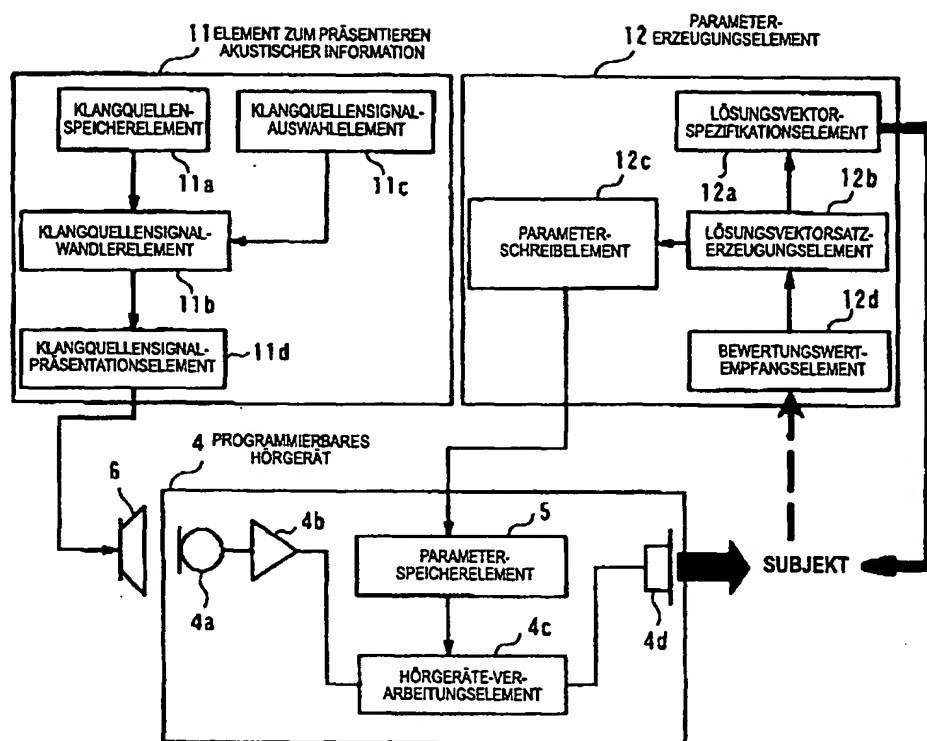 11 ELEMENT ZUM PRÄSENTIEREN
AKUSTISCHER INFORMATION
KLANGQUELLEN-
SPEICHERELEMENT
11a
KLANGQUELLENSIGNAL-
AUSWAHLELEMENT
11c
KLANGQUELLENSIGNAL-
WANDLERELEMENT
11b
KLANGQUELLENSIGNAL-
PRÄSENTATIONSELEMENT
11d
PARAMETER-
12 ERZEUGUNGSELEMENT
LÖSUNGSVEKTOR-
SPEZIFIKATIONSELEMENT
12a
12b
LÖSUNGSVEKTORSATZ-
ERZEUGUNGSELEMENT
12c
PARAMETER-
SCHREIBELEMENT
12d
BEWERTUNGSWERT-
EMPFANGSELEMENT
4 PROGRAMMIERBARES
HÖRGERÄT
6
4a
4b
5
PARAMETER-
SPEICHERELEMENT
4c
HÖRGERÄTE-VER-
ARBEITUNGSELEMENT
4d
SUBJEKT